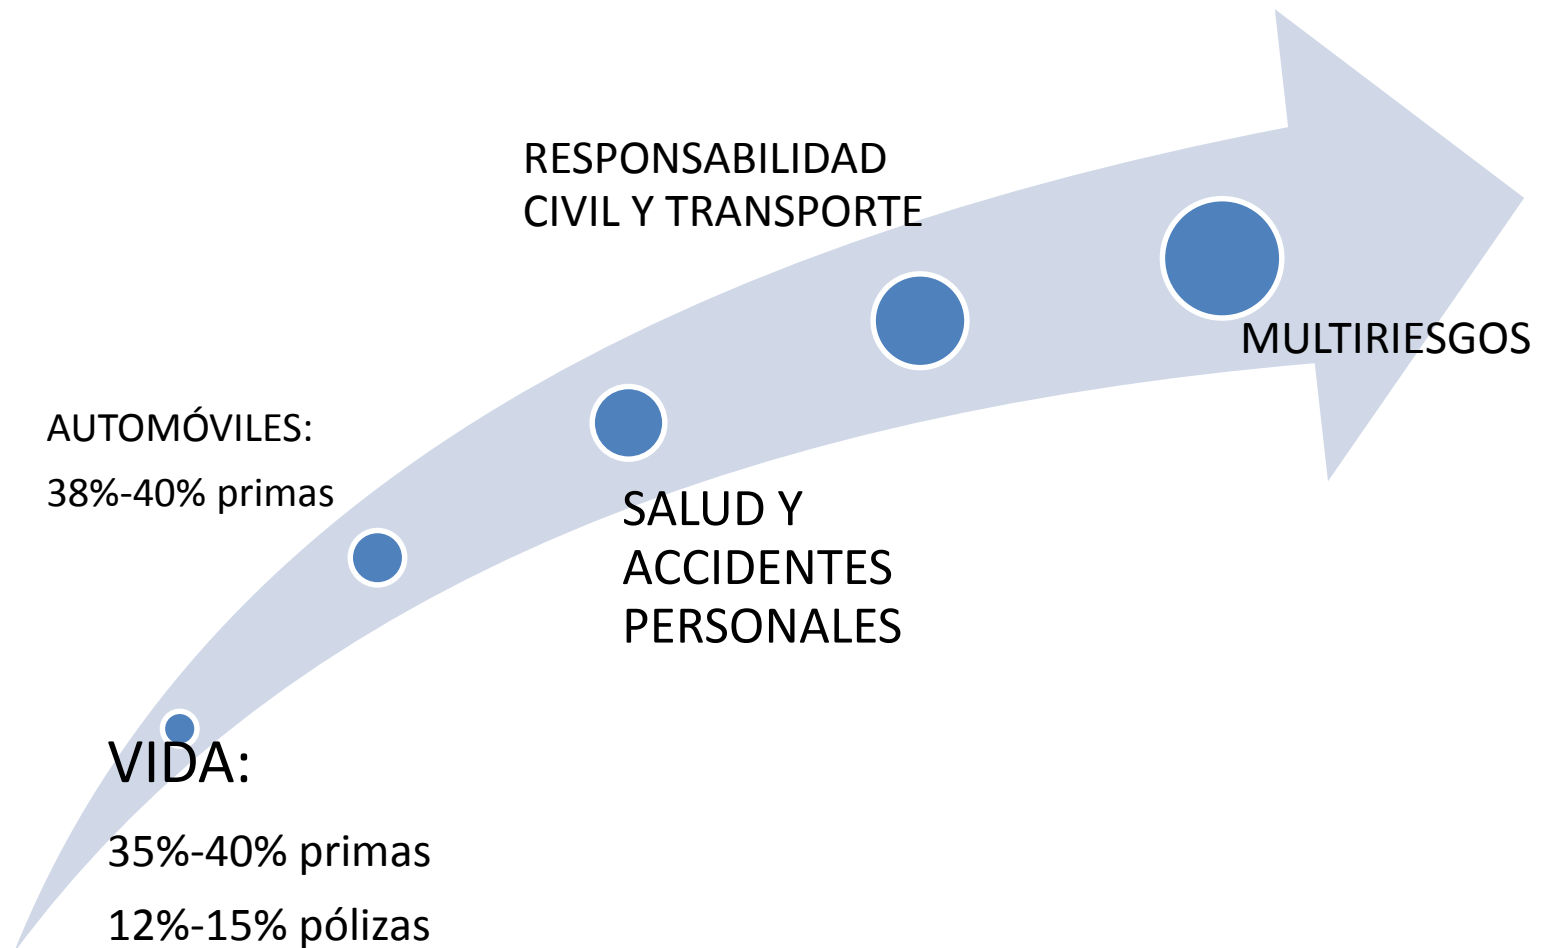 RESPONSABILIDAD
CIVIL Y TRANSPORTE
MULTIRIESGOS
AUTOMÓVILES:
38%-40% primas
SALUD Y
ACCIDENTES
PERSONALES
VIDA:
35%-40% primas
12%-15% pólizas